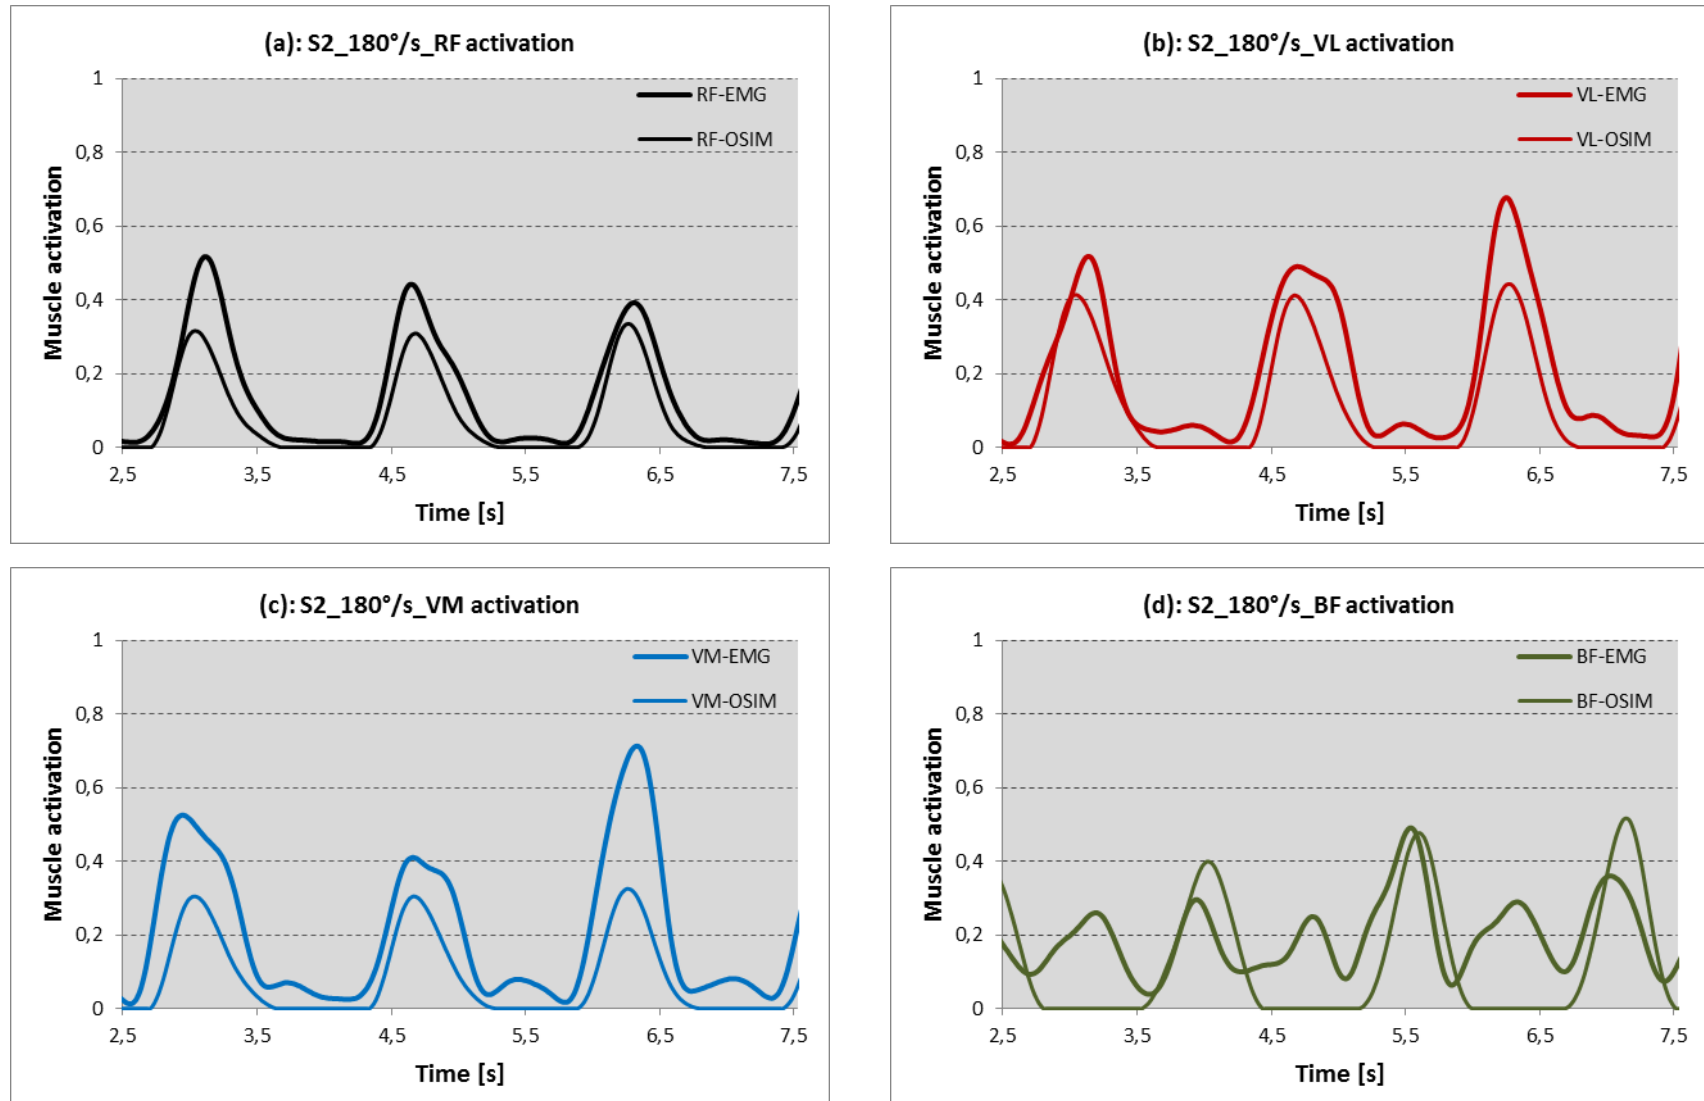 (a): S2_180°/s_RF activation
1
0,8
0,6
0,4
0,2
0
Muscle activation
RF-EMG
RF-OSIM
2,5 3,5 4,5 5,5 6,5 7,5
Time [s]
(b): S2_180°/s_VL activation
1
0,8
0,6
0,4
0,2
0
Muscle activation
VL-EMG
VL-OSIM
2,5 3,5 4,5 5,5 6,5 7,5
Time [s]
(c): S2_180°/s_VM activation
1
0,8
0,6
0,4
0,2
0
Muscle activation
VM-EMG
VM-OSIM
2,5 3,5 4,5 5,5 6,5 7,5
Time [s]
(d): S2_180°/s_BF activation
1
0,8
0,6
0,4
0,2
0
Muscle activation
BF-EMG
BF-OSIM
2,5 3,5 4,5 5,5 6,5 7,5
Time [s]